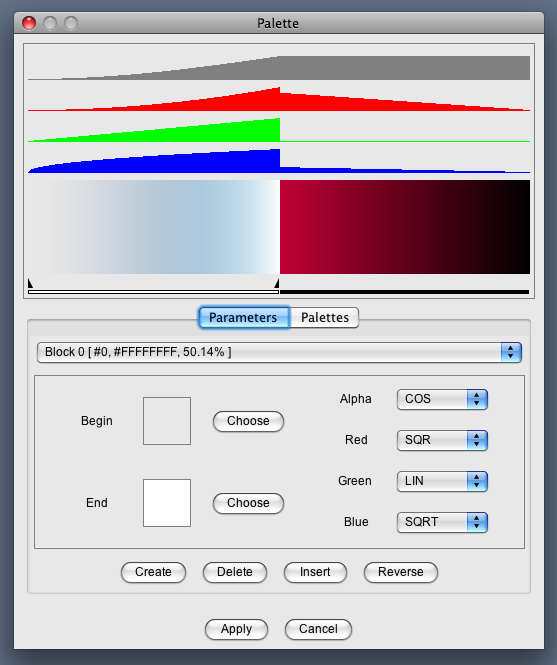 Palette
Parameters Palettes
Block 0 [ #0, #FFFFFFFF, 50.14% ]
Alpha COS
Begin Choose
Red SQR
Green LIN
End Choose
Blue SQRT
Create Delete Insert Reverse
Apply Cancel